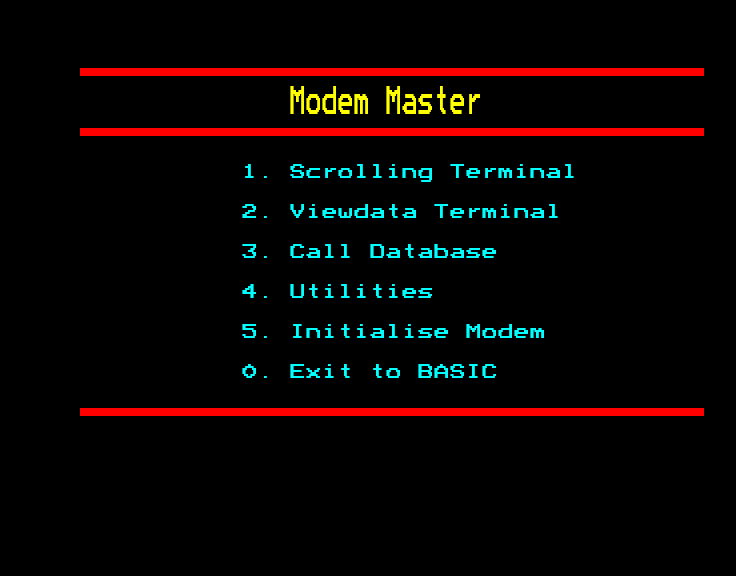 Modem Master
1. Scrolling Terminal
2. Viewdata Terminal
3. Call Database
4. Utilities
5. Initialise Modem
0. Exit to BASIC